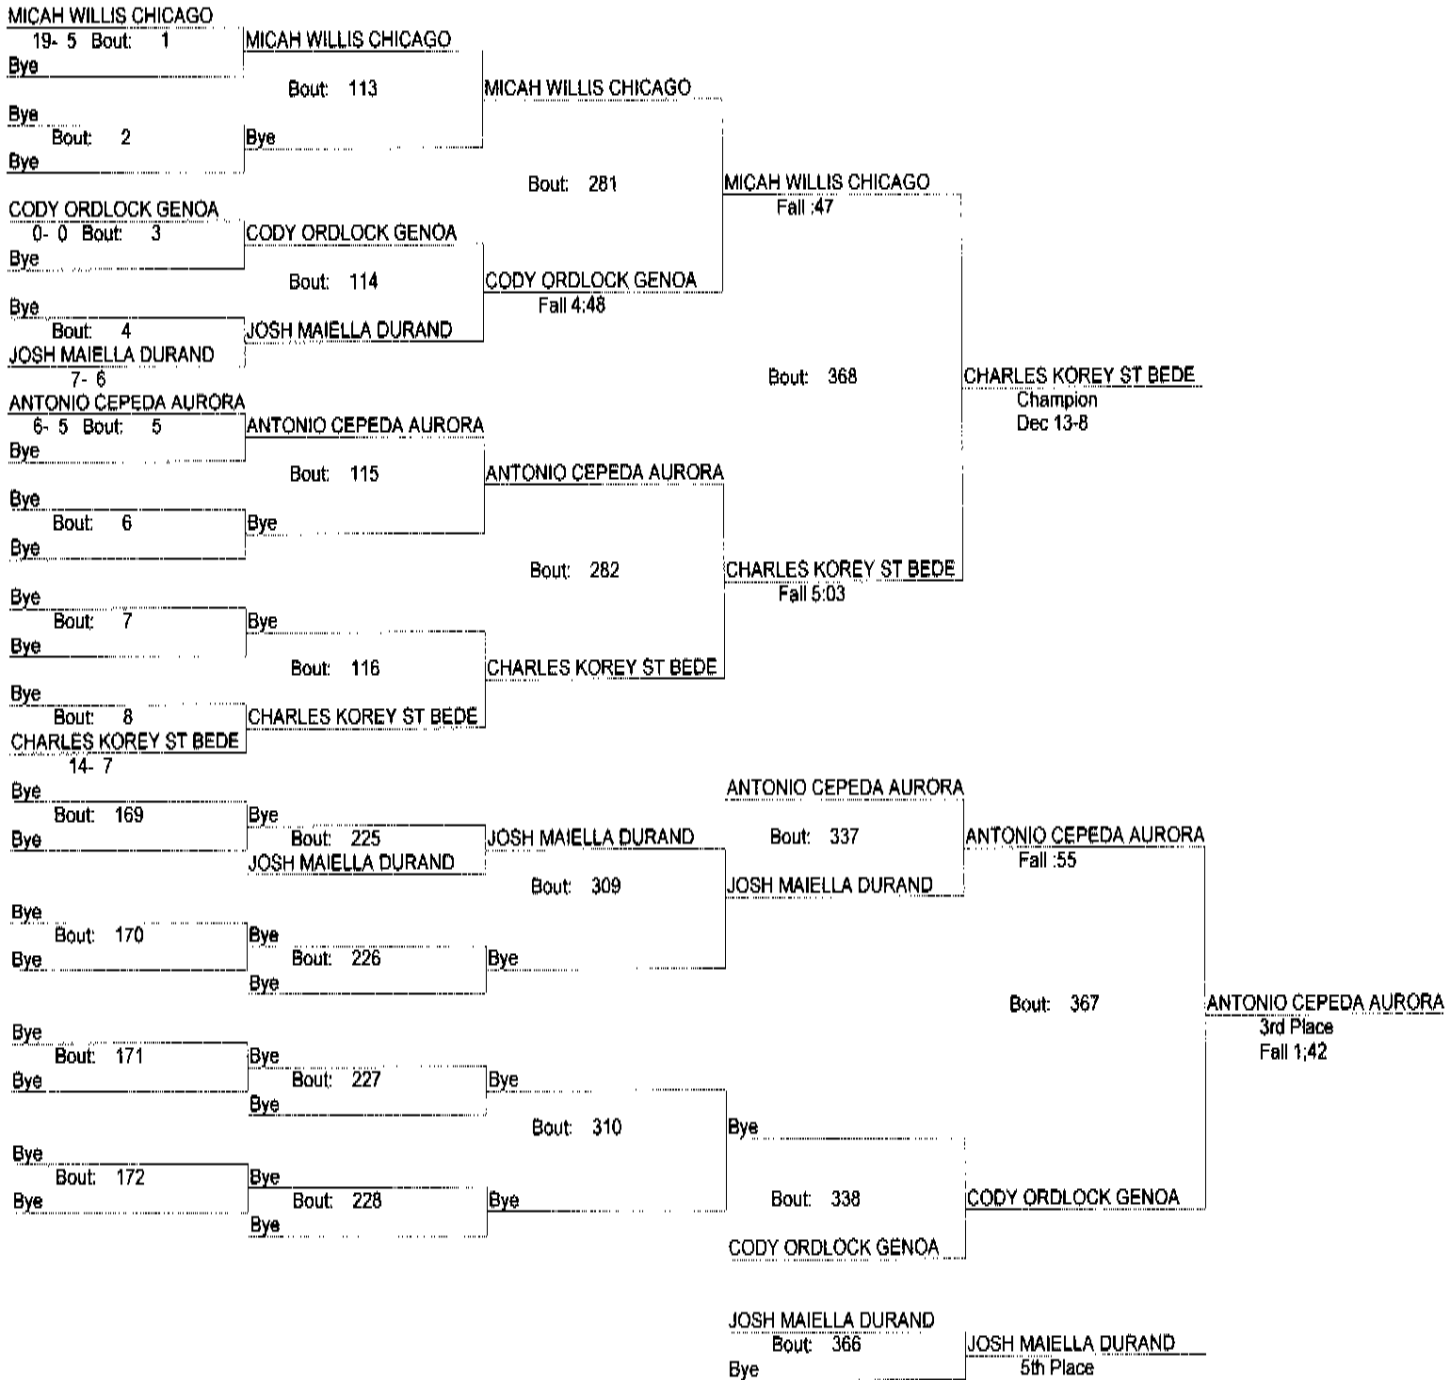 MICAH WILLIS CHICAGO
19- 5 Bout: 1
Bye
MICAH WILLIS CHICAGO
Bout: 113
MICAH WILLIS CHICAGO
Bye
Bout: 2
Bye
Bye
Bout: 281
MICAH WILLIS CHICAGO
Fall :47
CODY ORDLOCK GENOA
0- 0 Bout: 3
Bye
CODY ORDLOCK GENOA
Bout: 114
CODY ORDLOCK GENOA
Fall 4:48
Bye
Bout: 4
JOSH MAIELLA DURAND
7- 6
JOSH MAIELLA DURAND
Bout: 368
CHARLES KOREY ST BEDE
Champion
Dec 13-8
ANTONIO CEPEDA AURORA
6- 5 Bout: 5
Bye
ANTONIO CEPEDA AURORA
Bout: 115
ANTONIO CEPEDA AURORA
Bye
Bout: 6
Bye
Bye
Bout: 282
CHARLES KOREY ST BEDE
Fall 5:03
Bye
Bout: 7
Bye
Bye
Bout: 116
CHARLES KOREY ST BEDE
Bye
Bout: 8
CHARLES KOREY ST BEDE
14- 7
CHARLES KOREY ST BEDE
Bye
Bout: 169
Bye
Bye
Bout: 225
JOSH MAIELLA DURAND
JOSH MAIELLA DURAND
Bout: 309
ANTONIO CEPEDA AURORA
Bout: 337
JOSH MAIELLA DURAND
ANTONIO CEPEDA AURORA
Fall :55
Bye
Bout: 170
Bye
Bye
Bout: 226
Bye
Bye
Bout: 367
ANTONIO CEPEDA AURORA
3rd Place
Fall 1;42
Bye
Bout: 171
Bye
Bye
Bout: 227
Bye
Bye
Bout: 310
Bye
Bout: 338
CODY ORDLOCK GENOA
CODY ORDLOCK GENOA
Bye
Bout: 172
Bye
Bye
Bout: 228
Bye
Bye
JOSH MAIELLA DURAND
Bout: 366
Bye
JOSH MAIELLA DURAND
5th Place